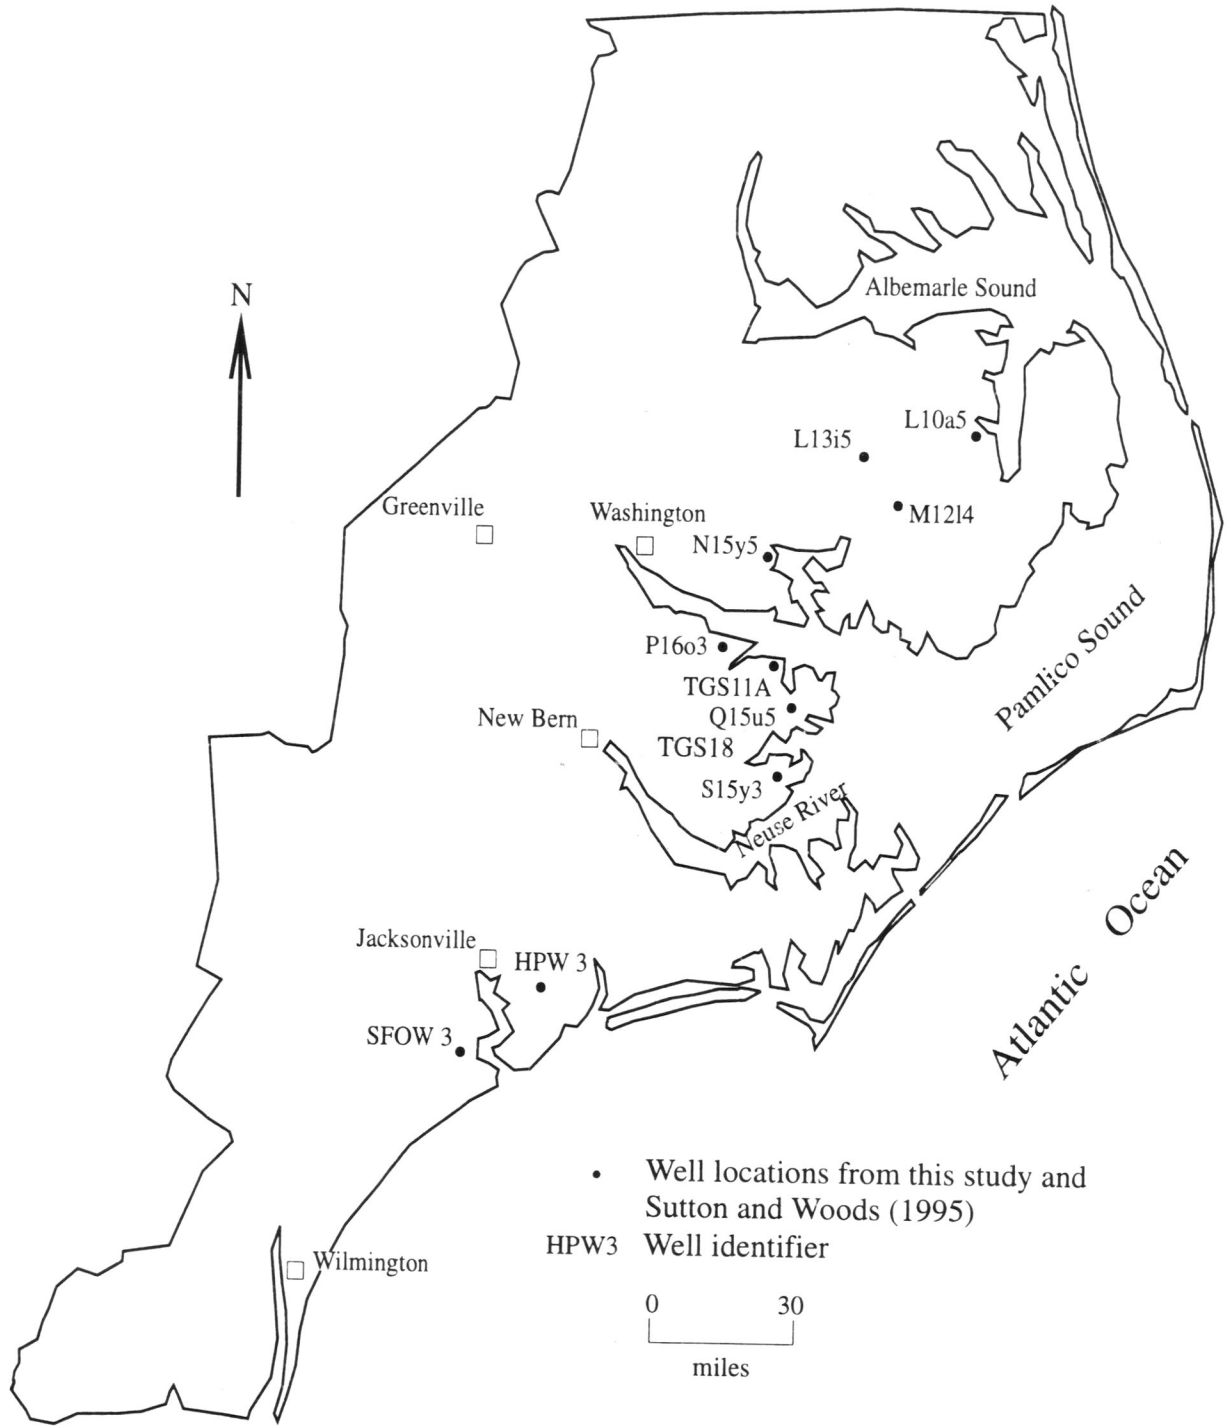 N
Albemarle Sound
L10a5
L13i5
Greenville
Washington
M12l4
N15y5
P16o3
TGS11A
Q15u5
New Bern
TGS18
S15y3
Neuse River
Pamlico Sound
Atlantic Ocean
Jacksonville
HPW 3
SFOW 3
Well locations from this study and
Sutton and Woods (1995)
HPW3 Well identifier
Wilmington
0 30
miles